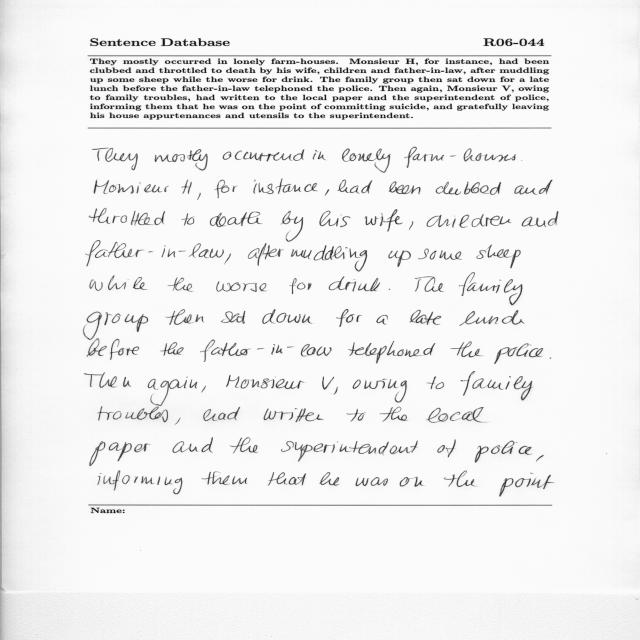 Sentence Database R06-044
They mostly occurred in lonely farm-houses. Monsieur H, for instance, had been
clubbed and throttled to death by his wife, children and father-in-law, after muddling
up some sheep while the worse for drink. The family group then sat down for a late
lunch before the father-in-law telephoned the police. Then again, Monsieur V, owing
to family troubles, had written to the local paper and the superintendent of police,
informing them that he was on the point of committing suicide, and gratefully leaving
his house appurtenances and utensils to the superintendent.
They mostly occurrend in lonely farm-houses.
Monsieur H, for instance, had been clubbed and
throttled to death by his wife, children and
father-in-law, after muddling up some sheep
while the worse for drink. The family
group then sat down for a late lunch
before the father-in-law telephoned the police.
Then again, Monsieur V, owing to family
troubles, had written to the local
paper and the superintendent of police,
informing them that he was on the point
Name: